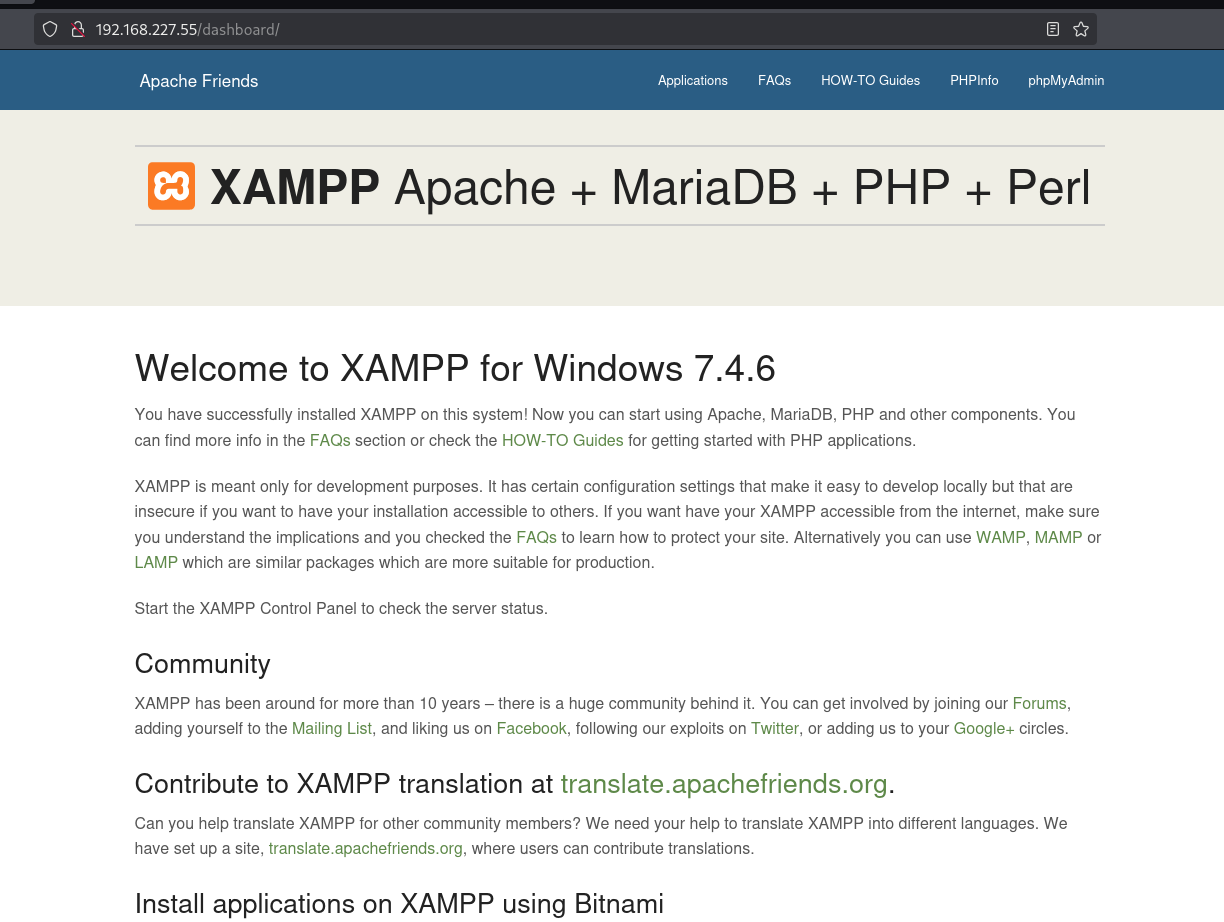 192.168.227.55/dashboard/
Apache Friends
Applications
FAQs
HOW-TO Guides
PHPInfo
phpMyAdmin
XAMPP Apache + MariaDB + PHP + Perl
Welcome to XAMPP for Windows 7.4.6
You have successfully installed XAMPP on this system! Now you can start using Apache, MariaDB, PHP and other components. You
can find more info in the FAQs section or check the HOW-TO Guides for getting started with PHP applications.
XAMPP is meant only for development purposes. It has certain configuration settings that make it easy to develop locally but that are
insecure if you want to have your installation accessible to others. If you want have your XAMPP accessible from the internet, make sure
you understand the implications and you checked the FAQs to learn how to protect your site. Alternatively you can use WAMP, MAMP or
LAMP which are similar packages which are more suitable for production.
Start the XAMPP Control Panel to check the server status.
Community
XAMPP has been around for more than 10 years – there is a huge community behind it. You can get involved by joining our Forums,
adding yourself to the Mailing List, and liking us on Facebook, following our exploits on Twitter, or adding us to your Google+ circles.
Contribute to XAMPP translation at translate.apachefriends.org.
Can you help translate XAMPP for other community members? We need your help to translate XAMPP into different languages. We
have set up a site, translate.apachefriends.org, where users can contribute translations.
Install applications on XAMPP using Bitnami